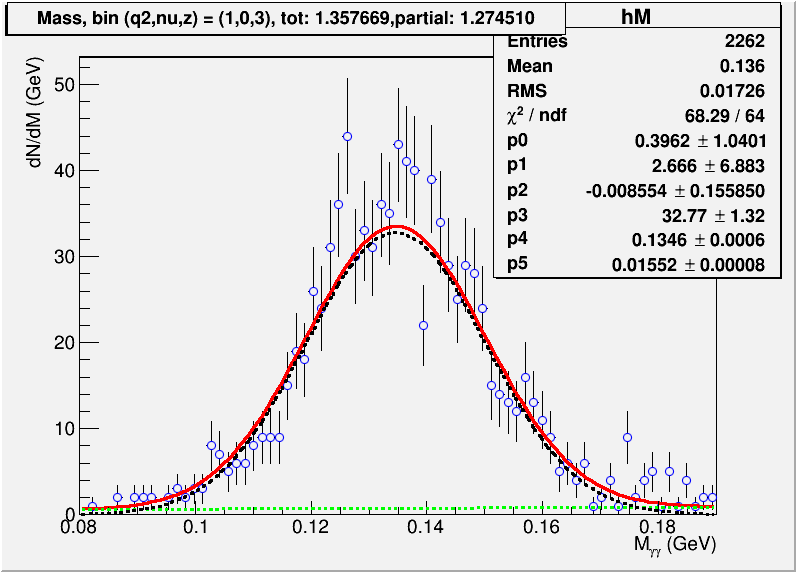 Mass, bin (q2,nu,z) = (1,0,3), tot: 1.357669,partial: 1.274510
hM
Entries 2262
Mean 0.136
RMS 0.01726
χ² / ndf 68.29 / 64
p0 0.3962 ± 1.0401
p1 2.666 ± 6.883
p2 -0.008554 ± 0.155850
p3 32.77 ± 1.32
p4 0.1346 ± 0.0006
p5 0.01552 ± 0.00008
dN/dM (GeV)
50
40
30
20
10
0
0.08 0.1 0.12 0.14 0.16 0.18
Mγγ (GeV)